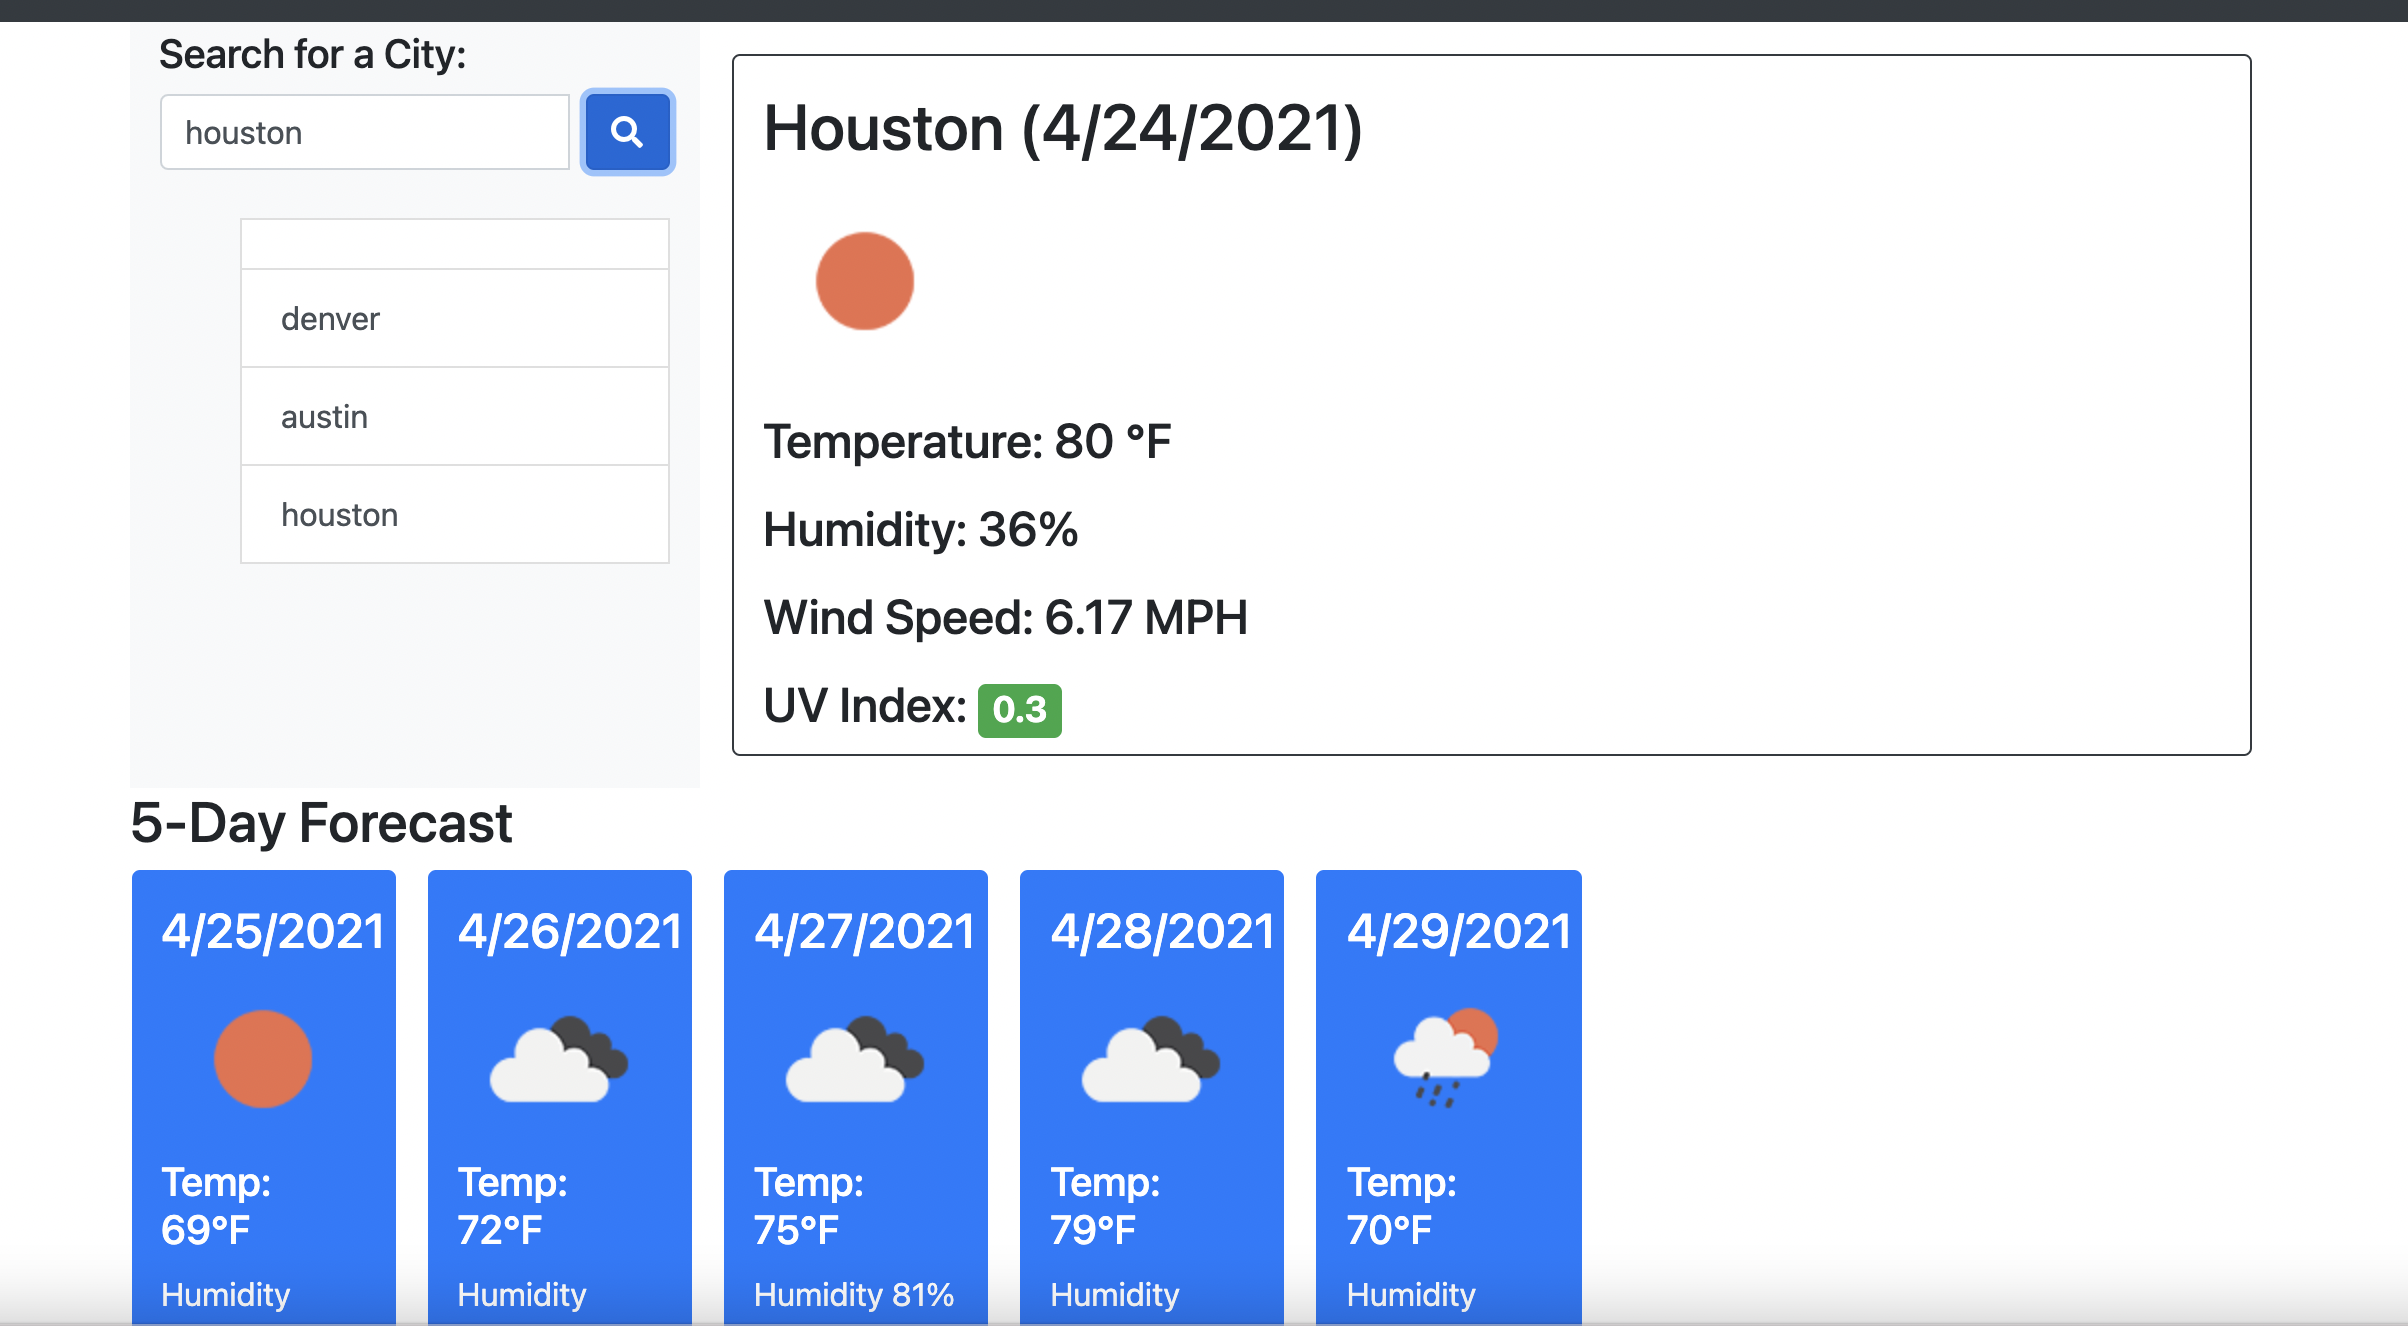 Search for a City:
houston
denver
austin
houston
Houston (4/24/2021)
Temperature: 80 °F
Humidity: 36%
Wind Speed: 6.17 MPH
UV Index: 0.3
5-Day Forecast
4/25/2021
Temp:
69°F
Humidity
4/26/2021
Temp:
72°F
Humidity
4/27/2021
Temp:
75°F
Humidity 81%
4/28/2021
Temp:
79°F
Humidity
4/29/2021
Temp:
70°F
Humidity